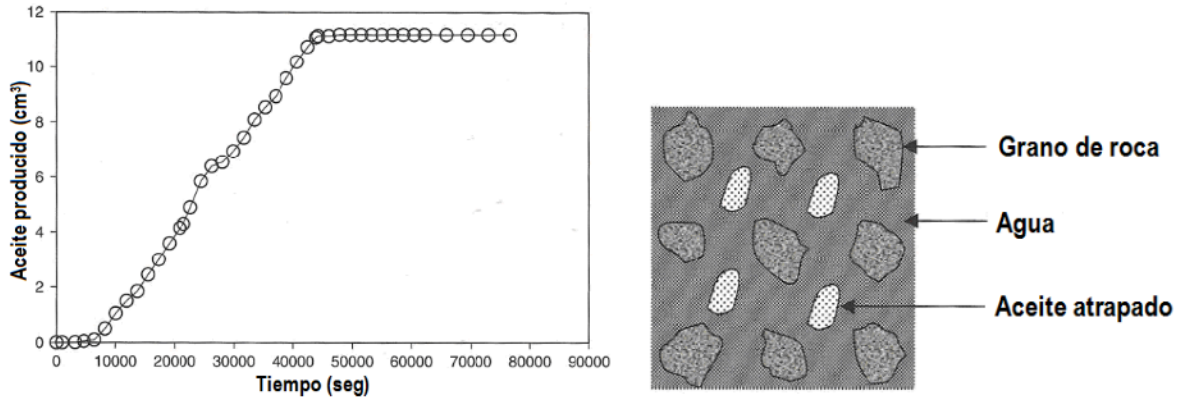 12
10
8
6
4
2
0
Aceite producido (cm³)
0 10000 20000 30000 40000 50000 60000 70000 80000 90000
Tiempo (seg)
Grano de roca
Agua
Aceite atrapado